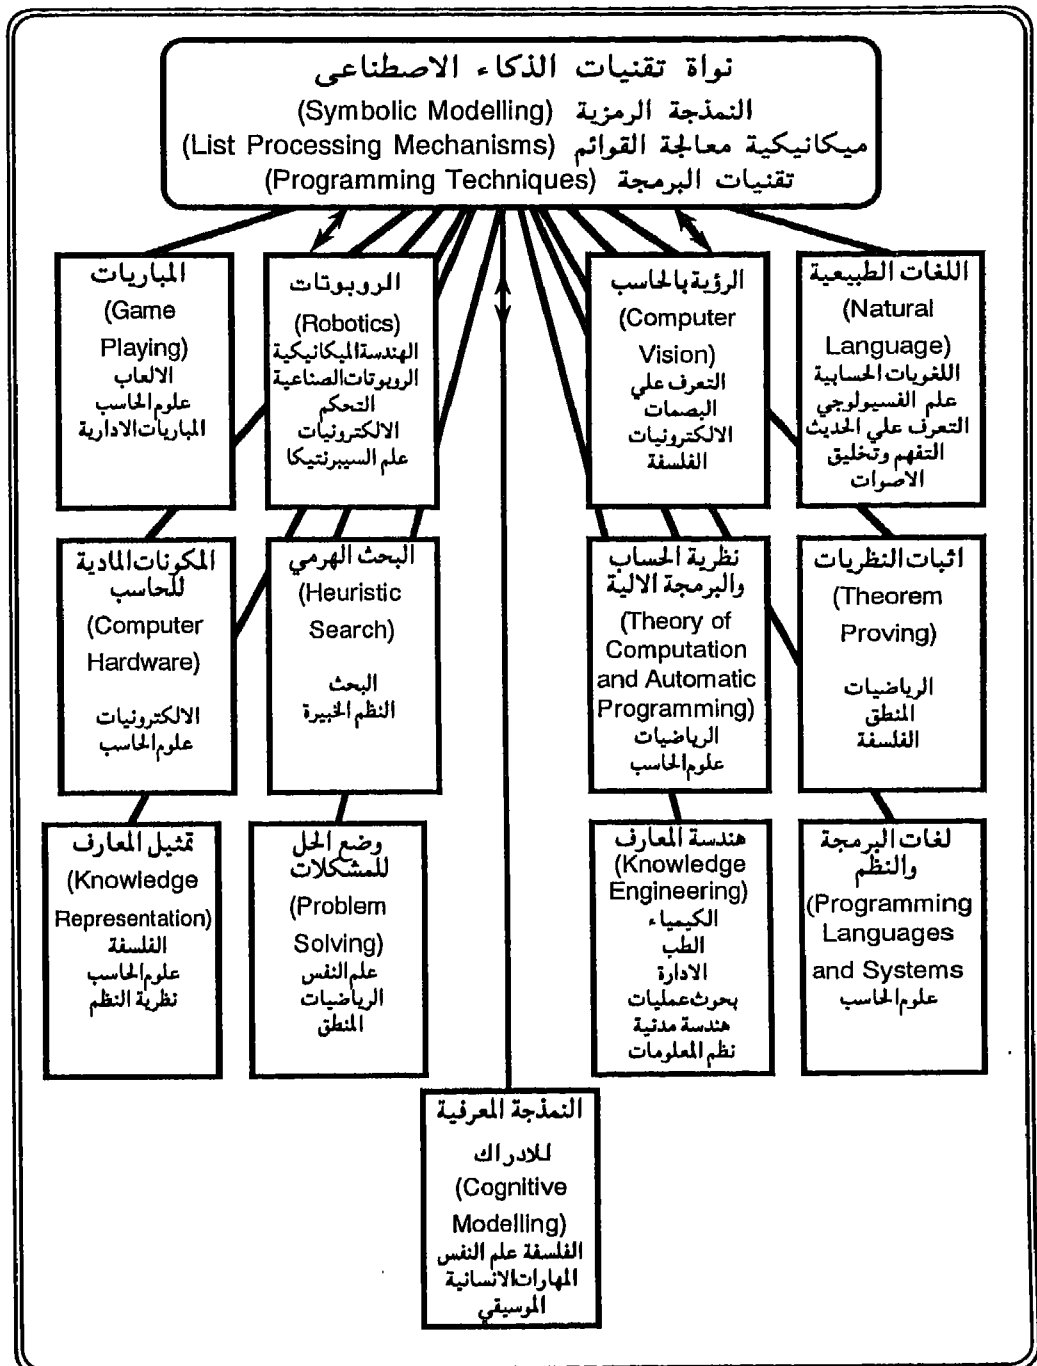 نواة تقنيات الذكاء الاصطناعى
النمذجة الرمزية (Symbolic Modelling)
ميكانيكية معالجة القوائم (List Processing Mechanisms)
تقنيات البرمجة (Programming Techniques)
اللغات الطبيعية
(Natural
Language)
اللغويات الحسابية
علم الفسيولوجي
التعرف علي الحديث
التفهم وتخليق
الاصوات
الرؤية بالحاسب
(Computer
Vision)
التعرف علي
البصمات
الالكترونيات
الفلسفة
الروبوتات
(Robotics)
الهندسة الميكانيكية
الروبوتات الصناعية
التحكم
الالكترونيات
علم السيبرنتيكا
المباريات
(Game
Playing)
الالعاب
علوم الحاسب
المباريات الادارية
اثبات النظريات
(Theorem
Proving)
الرياضيات
المنطق
الفلسفة
نظرية الحساب
والبرمجة الالية
(Theory of
Computation
and Automatic
Programming)
الرياضيات
علوم الحاسب
البحث الهرمي
(Heuristic
Search)
البحث
النظم الخبيرة
المكونات المادية
للحاسب
(Computer
Hardware)
الالكترونيات
علوم الحاسب
لغات البرمجة
والنظم
(Programming
Languages
and Systems
علوم الحاسب
هندسة المعارف
(Knowledge
Engineering)
الكيمياء
الطب
الادارة
بحوث عمليات
هندسة مدنية
نظم المعلومات
وضع الحل
للمشكلات
(Problem
Solving)
علم النفس
الرياضيات
المنطق
تمثيل المعارف
(Knowledge
Representation)
الفلسفة
علوم الحاسب
نظرية النظم
النمذجة المعرفية
للادراك
(Cognitive
Modelling)
الفلسفة علم النفس
المهارات الانسانية
الموسيقي